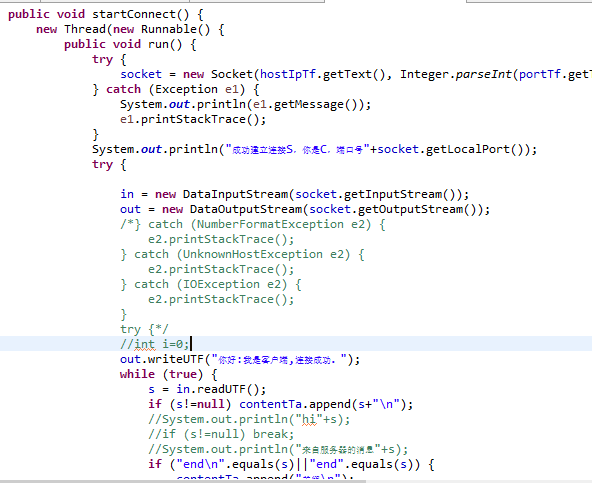 public void startConnect() {
new Thread(new Runnable() {
public void run() {
try {
socket = new Socket(hostIpTf.getText(), Integer.parseInt(portTf.getT
} catch (Exception e1) {
System.out.println(e1.getMessage());
e1.printStackTrace();
}
System.out.println("成功建立连接S，你是C，端口号"+socket.getLocalPort());
try {
in = new DataInputStream(socket.getInputStream());
out = new DataOutputStream(socket.getOutputStream());
/*} catch (NumberFormatException e2) {
e2.printStackTrace();
} catch (UnknownHostException e2) {
e2.printStackTrace();
} catch (IOException e2) {
e2.printStackTrace();
}
try {*/
//int i=0;
out.writeUTF("你好:我是客户端,连接成功．");
while (true) {
s = in.readUTF();
if (s!=null) contentTa.append(s+"\n");
//System.out.println("hi"+s);
//if (s!=null) break;
//System.out.println("来自服务器的消息"+s);
if ("end\n".equals(s)||"end".equals(s)) {
contentTa.append("